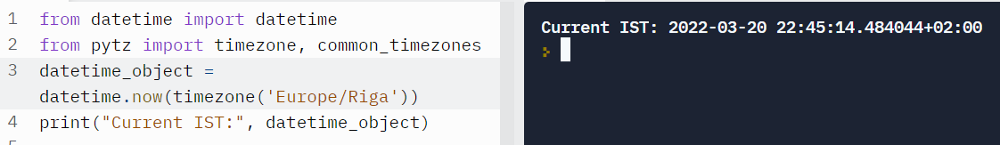 1 from datetime import datetime
2 from pytz import timezone, common_timezones
3 datetime_object =
datetime.now(timezone('Europe/Riga'))
4 print("Current IST:", datetime_object)
Current IST: 2022-03-20 22:45:14.484044+02:00